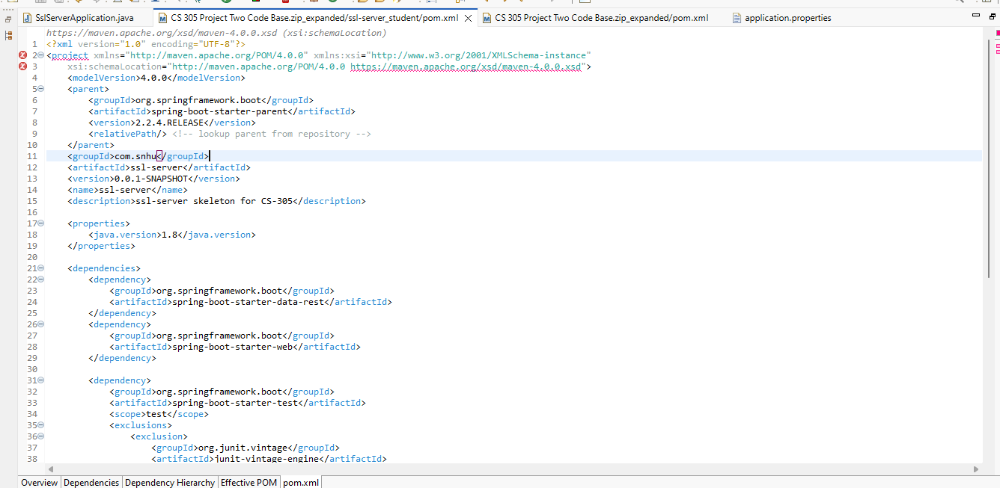 SslServerApplication.java
CS 305 Project Two Code Base.zip_expanded/ssl-server_student/pom.xml
CS 305 Project Two Code Base.zip_expanded/pom.xml
application.properties
https://maven.apache.org/xsd/maven-4.0.0.xsd (xsi:schemaLocation)
1 <?xml version="1.0" encoding="UTF-8"?>
2 <project xmlns="http://maven.apache.org/POM/4.0.0" xmlns:xsi="http://www.w3.org/2001/XMLSchema-instance"
3 xsi:schemaLocation="http://maven.apache.org/POM/4.0.0 https://maven.apache.org/xsd/maven-4.0.0.xsd">
4 <modelVersion>4.0.0</modelVersion>
5 <parent>
6 <groupId>org.springframework.boot</groupId>
7 <artifactId>spring-boot-starter-parent</artifactId>
8 <version>2.2.4.RELEASE</version>
9 <relativePath/> <!-- lookup parent from repository -->
10 </parent>
11 <groupId>com.snhu</groupId>
12 <artifactId>ssl-server</artifactId>
13 <version>0.0.1-SNAPSHOT</version>
14 <name>ssl-server</name>
15 <description>ssl-server skeleton for CS-305</description>
16
17 <properties>
18 <java.version>1.8</java.version>
19 </properties>
20
21 <dependencies>
22 <dependency>
23 <groupId>org.springframework.boot</groupId>
24 <artifactId>spring-boot-starter-data-rest</artifactId>
25 </dependency>
26 <dependency>
27 <groupId>org.springframework.boot</groupId>
28 <artifactId>spring-boot-starter-web</artifactId>
29 </dependency>
30
31 <dependency>
32 <groupId>org.springframework.boot</groupId>
33 <artifactId>spring-boot-starter-test</artifactId>
34 <scope>test</scope>
35 <exclusions>
36 <exclusion>
37 <groupId>org.junit.vintage</groupId>
38 <artifactId>junit-vintage-engine</artifactId>
Overview
Dependencies
Dependency Hierarchy
Effective POM
pom.xml